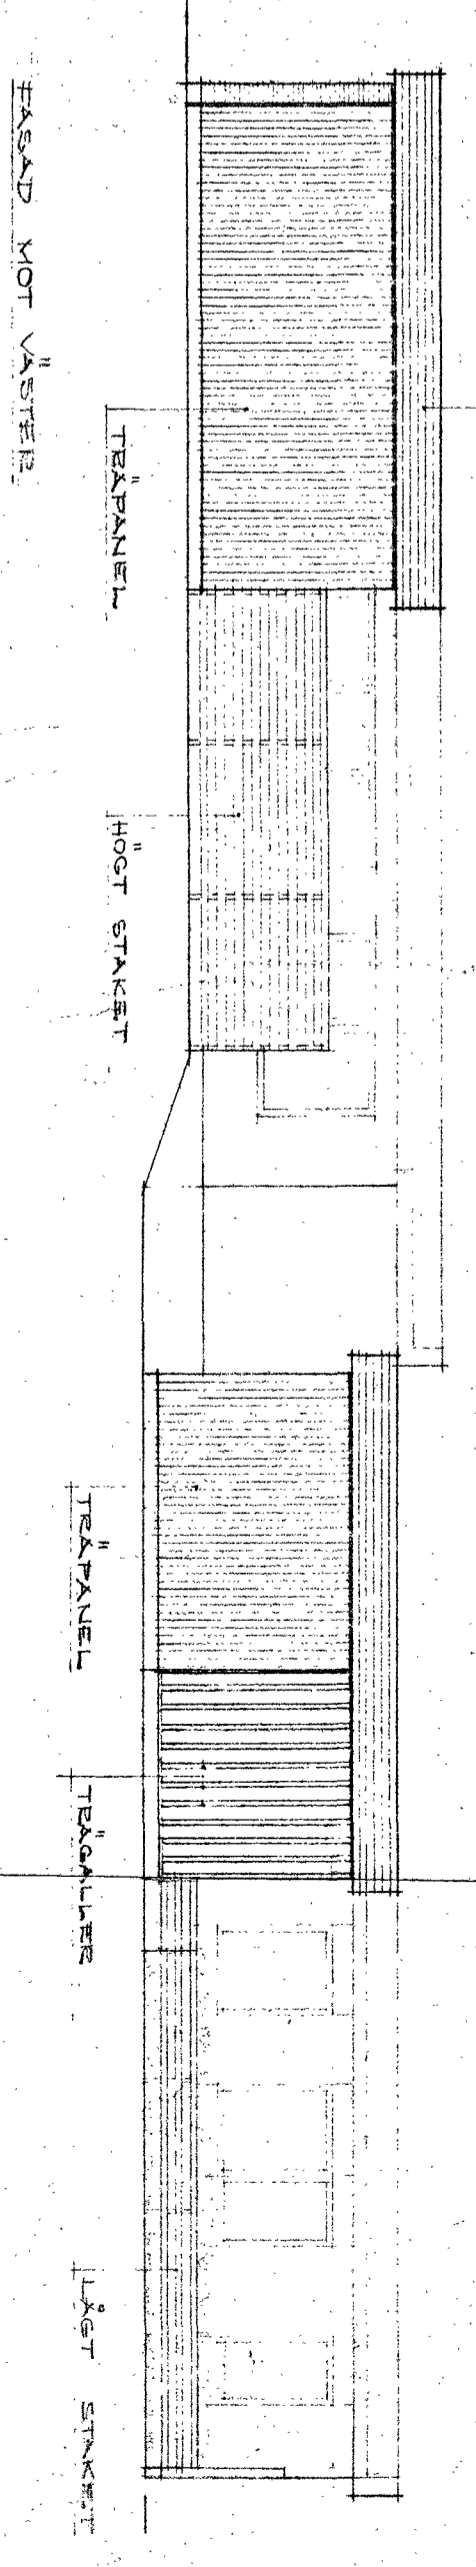 TRÄPANEL
HÖGT STAKET
TRÄPANEL
TRÄGALLER
LÅGT STAKET
FASAD MOT VÄSTER